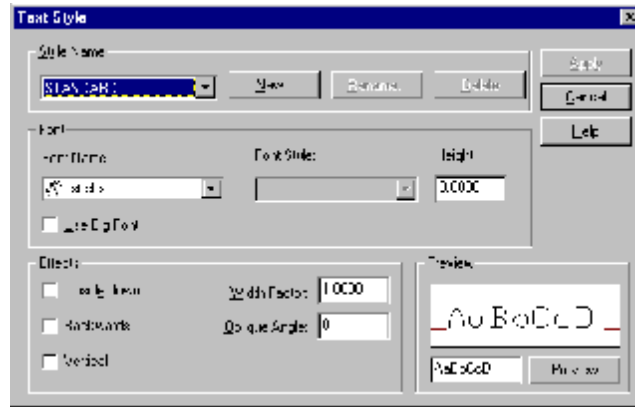 Text Style
Style Name
STANDARD New Rename. Delete Apply
Cancel
Help
Font
Font Name Font Style: Height
0.0000
Use Big Font
Effects
Upside down Width Factor: 1.0000
Backwards Oblique Angle: 0
Vertical
Preview
AaBbCcD
AaBbCcD Preview